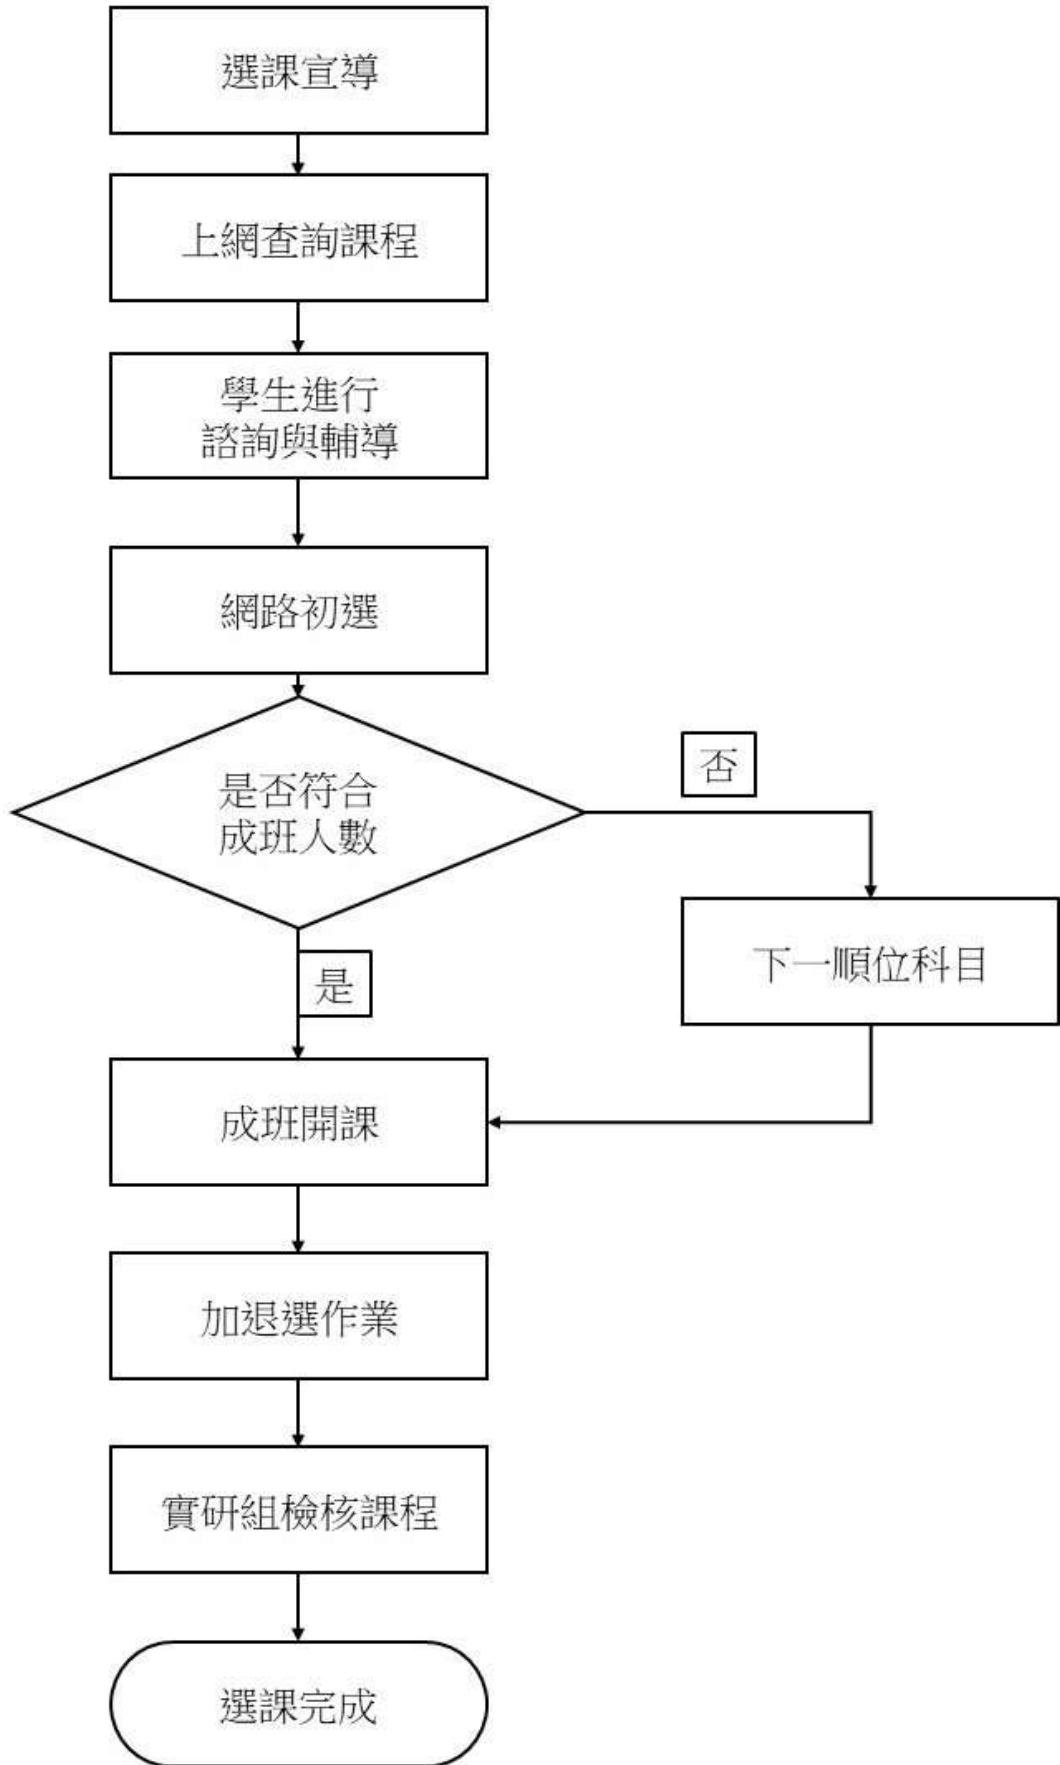 選課宣導
上網查詢課程
學生進行
諮詢與輔導
網路初選
是否符合
成班人數
否
下一順位科目
是
成班開課
加退選作業
實研組檢核課程
選課完成